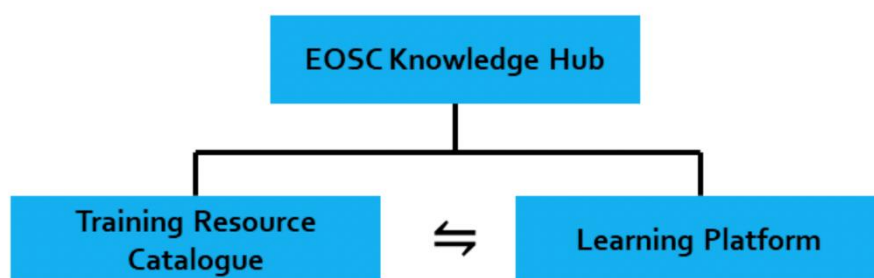 EOSC Knowledge Hub
Training Resource
Catalogue
⇋
Learning Platform